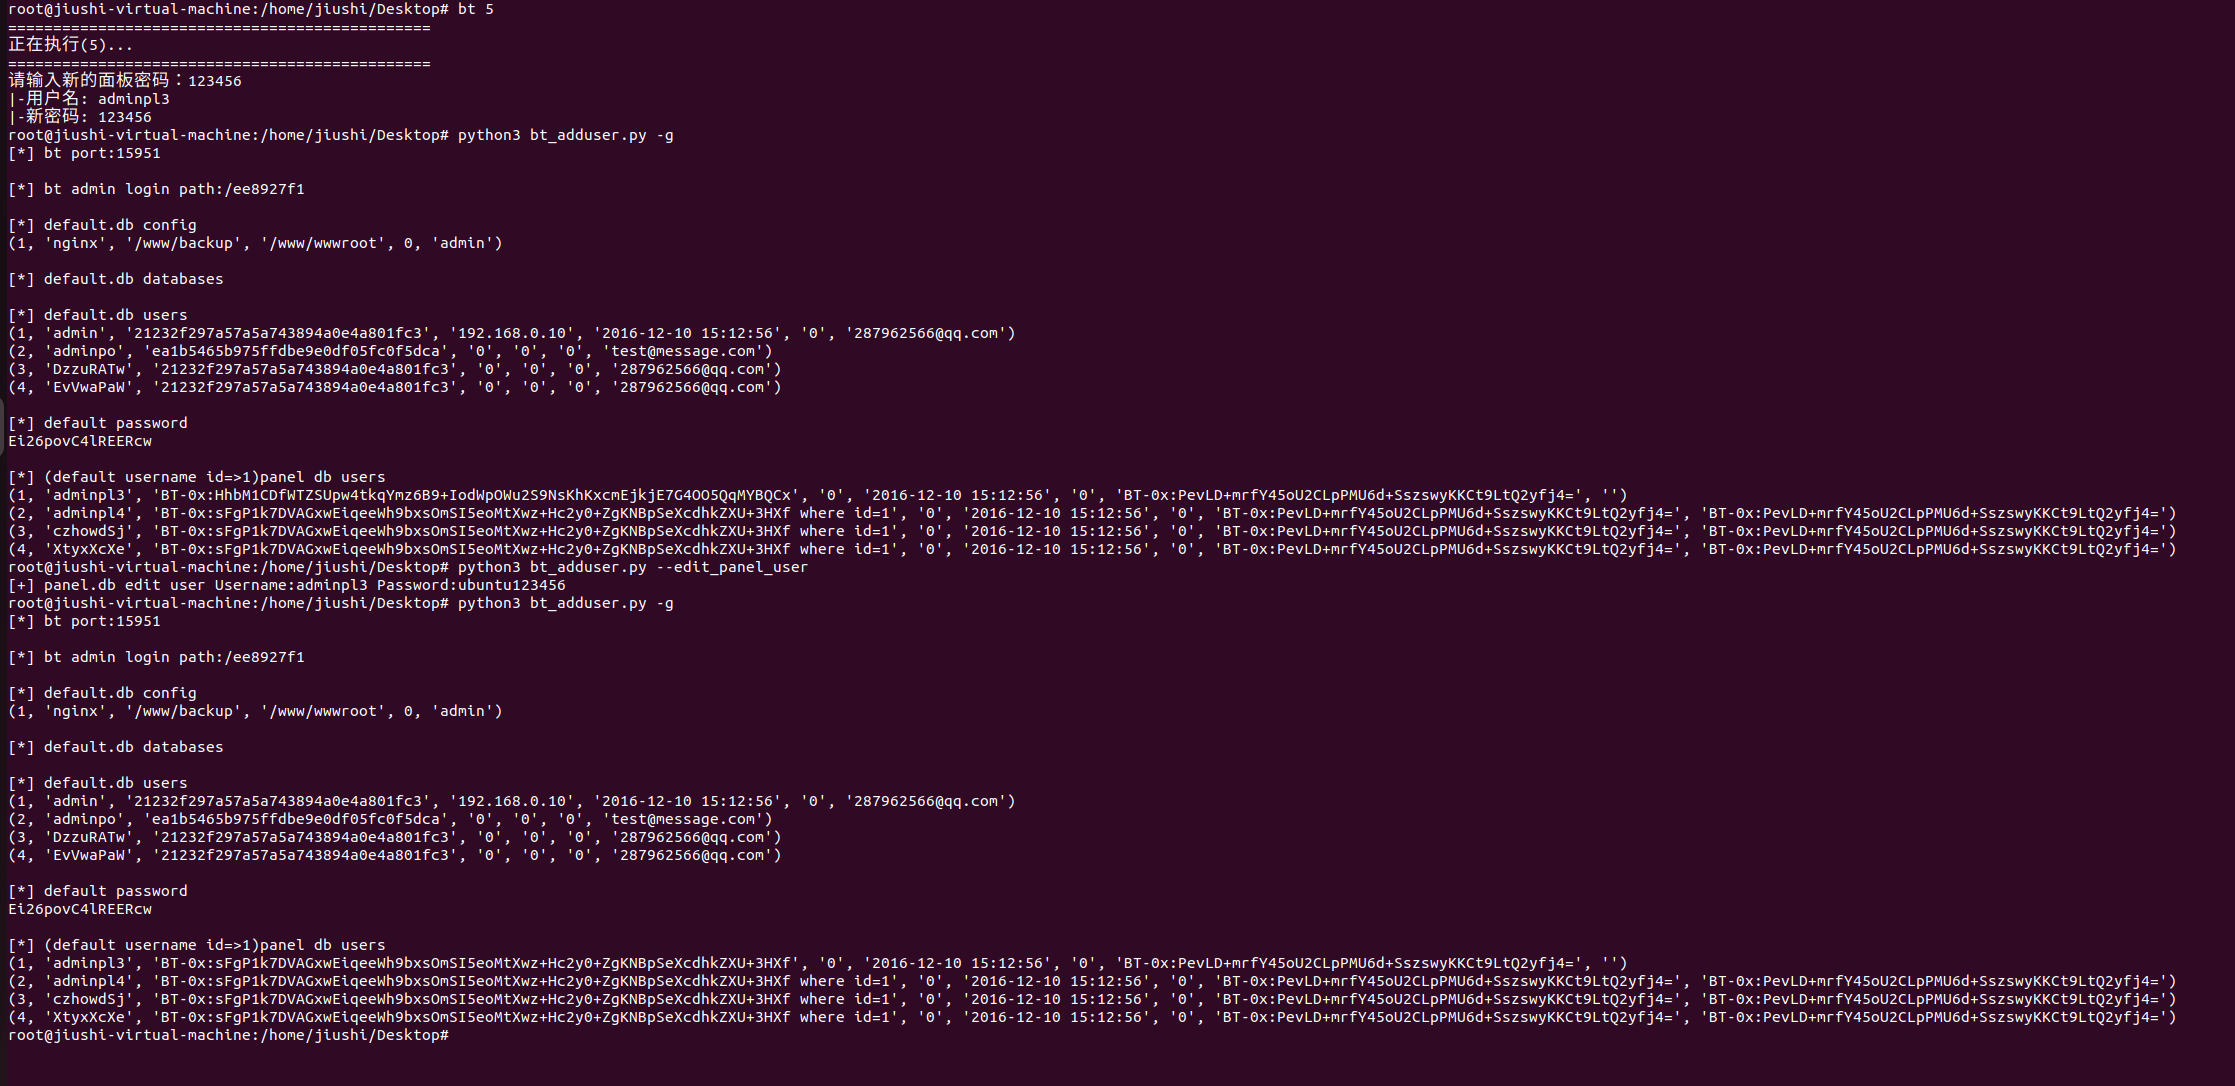 root@jiushi-virtual-machine:/home/jiushi/Desktop# bt 5
===============================================
正在执行(5)...
===============================================
请输入新的面板密码：123456
|-用户名: adminpl3
|-新密码: 123456
root@jiushi-virtual-machine:/home/jiushi/Desktop# python3 bt_adduser.py -g
[*] bt port:15951
[*] bt admin login path:/ee8927f1
[*] default.db config
(1, 'nginx', '/www/backup', '/www/wwwroot', 0, 'admin')
[*] default.db databases
[*] default.db users
(1, 'admin', '21232f297a57a5a743894a0e4a801fc3', '192.168.0.10', '2016-12-10 15:12:56', '0', '287962566@qq.com')
(2, 'adminpo', 'ea1b5465b975ffdbe9e0df05fc0f5dca', '0', '0', '0', 'test@message.com')
(3, 'DzzuRATw', '21232f297a57a5a743894a0e4a801fc3', '0', '0', '0', '287962566@qq.com')
(4, 'EvVwaPaW', '21232f297a57a5a743894a0e4a801fc3', '0', '0', '0', '287962566@qq.com')
[*] default password
Ei26povC4lREERcw
[*] (default username id=>1)panel db users
(1, 'adminpl3', 'BT-0x:HhbM1CDfWTZSUpw4tkqYmz6B9+IodWpOWu2S9NsKhKxcmEjkjE7G4OO5QqMYBQCx', '0', '2016-12-10 15:12:56', '0', 'BT-0x:PevLD+mrfY45oU2CLpPMU6d+SszswyKKCt9LtQ2yfj4=', '')
(2, 'adminpl4', 'BT-0x:sFgP1k7DVAGxwEiqeeWh9bxsOmSI5eoMtXwz+Hc2y0+ZgKNBpSeXcdhkZXU+3HXf where id=1', '0', '2016-12-10 15:12:56', '0', 'BT-0x:PevLD+mrfY45oU2CLpPMU6d+SszswyKKCt9LtQ2yfj4=', 'BT-0x:PevLD+mrfY45oU2CLpPMU6d+SszswyKKCt9LtQ2yfj4=')
(3, 'czhowdSj', 'BT-0x:sFgP1k7DVAGxwEiqeeWh9bxsOmSI5eoMtXwz+Hc2y0+ZgKNBpSeXcdhkZXU+3HXf where id=1', '0', '2016-12-10 15:12:56', '0', 'BT-0x:PevLD+mrfY45oU2CLpPMU6d+SszswyKKCt9LtQ2yfj4=', 'BT-0x:PevLD+mrfY45oU2CLpPMU6d+SszswyKKCt9LtQ2yfj4=')
(4, 'XtyxXcXe', 'BT-0x:sFgP1k7DVAGxwEiqeeWh9bxsOmSI5eoMtXwz+Hc2y0+ZgKNBpSeXcdhkZXU+3HXf where id=1', '0', '2016-12-10 15:12:56', '0', 'BT-0x:PevLD+mrfY45oU2CLpPMU6d+SszswyKKCt9LtQ2yfj4=', 'BT-0x:PevLD+mrfY45oU2CLpPMU6d+SszswyKKCt9LtQ2yfj4=')
root@jiushi-virtual-machine:/home/jiushi/Desktop# python3 bt_adduser.py --edit_panel_user
[+] panel.db edit user Username:adminpl3 Password:ubuntu123456
root@jiushi-virtual-machine:/home/jiushi/Desktop# python3 bt_adduser.py -g
[*] bt port:15951
[*] bt admin login path:/ee8927f1
[*] default.db config
(1, 'nginx', '/www/backup', '/www/wwwroot', 0, 'admin')
[*] default.db databases
[*] default.db users
(1, 'admin', '21232f297a57a5a743894a0e4a801fc3', '192.168.0.10', '2016-12-10 15:12:56', '0', '287962566@qq.com')
(2, 'adminpo', 'ea1b5465b975ffdbe9e0df05fc0f5dca', '0', '0', '0', 'test@message.com')
(3, 'DzzuRATw', '21232f297a57a5a743894a0e4a801fc3', '0', '0', '0', '287962566@qq.com')
(4, 'EvVwaPaW', '21232f297a57a5a743894a0e4a801fc3', '0', '0', '0', '287962566@qq.com')
[*] default password
Ei26povC4lREERcw
[*] (default username id=>1)panel db users
(1, 'adminpl3', 'BT-0x:sFgP1k7DVAGxwEiqeeWh9bxsOmSI5eoMtXwz+Hc2y0+ZgKNBpSeXcdhkZXU+3HXf', '0', '2016-12-10 15:12:56', '0', 'BT-0x:PevLD+mrfY45oU2CLpPMU6d+SszswyKKCt9LtQ2yfj4=', '')
(2, 'adminpl4', 'BT-0x:sFgP1k7DVAGxwEiqeeWh9bxsOmSI5eoMtXwz+Hc2y0+ZgKNBpSeXcdhkZXU+3HXf where id=1', '0', '2016-12-10 15:12:56', '0', 'BT-0x:PevLD+mrfY45oU2CLpPMU6d+SszswyKKCt9LtQ2yfj4=', 'BT-0x:PevLD+mrfY45oU2CLpPMU6d+SszswyKKCt9LtQ2yfj4=')
(3, 'czhowdSj', 'BT-0x:sFgP1k7DVAGxwEiqeeWh9bxsOmSI5eoMtXwz+Hc2y0+ZgKNBpSeXcdhkZXU+3HXf where id=1', '0', '2016-12-10 15:12:56', '0', 'BT-0x:PevLD+mrfY45oU2CLpPMU6d+SszswyKKCt9LtQ2yfj4=', 'BT-0x:PevLD+mrfY45oU2CLpPMU6d+SszswyKKCt9LtQ2yfj4=')
(4, 'XtyxXcXe', 'BT-0x:sFgP1k7DVAGxwEiqeeWh9bxsOmSI5eoMtXwz+Hc2y0+ZgKNBpSeXcdhkZXU+3HXf where id=1', '0', '2016-12-10 15:12:56', '0', 'BT-0x:PevLD+mrfY45oU2CLpPMU6d+SszswyKKCt9LtQ2yfj4=', 'BT-0x:PevLD+mrfY45oU2CLpPMU6d+SszswyKKCt9LtQ2yfj4=')
root@jiushi-virtual-machine:/home/jiushi/Desktop#